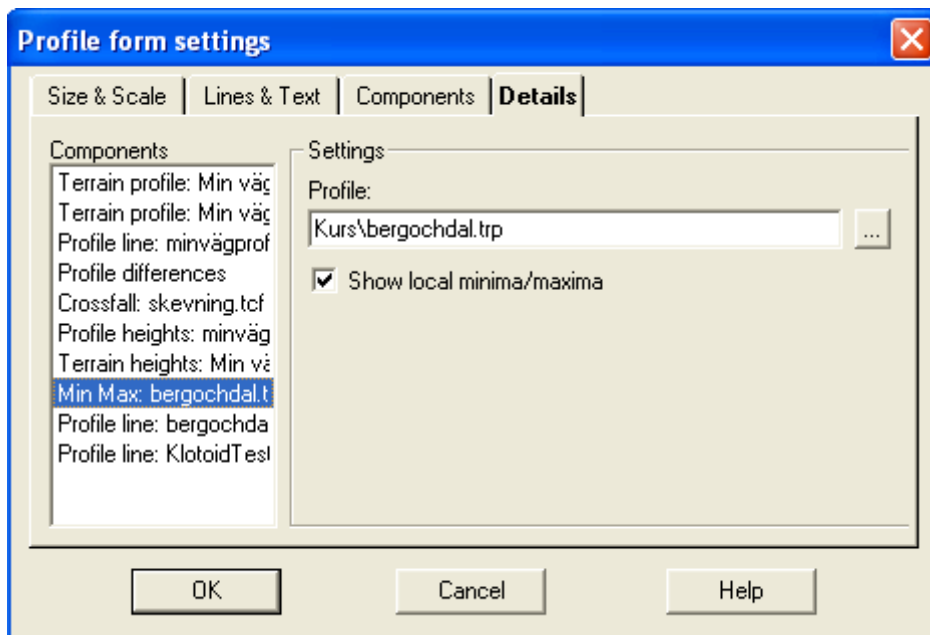 Profile form settings
Size & Scale
Lines & Text
Components
Details
Components
Terrain profile: Min väg
Terrain profile: Min väg
Profile line: minvägprof
Profile differences
Crossfall: skevning.tcf
Profile heights: minväg
Terrain heights: Min vä
Min Max: bergochdal.t
Profile line: bergochda
Profile line: KlotoidTest
Settings
Profile:
Kurs\bergochdal.trp
...
Show local minima/maxima
OK
Cancel
Help